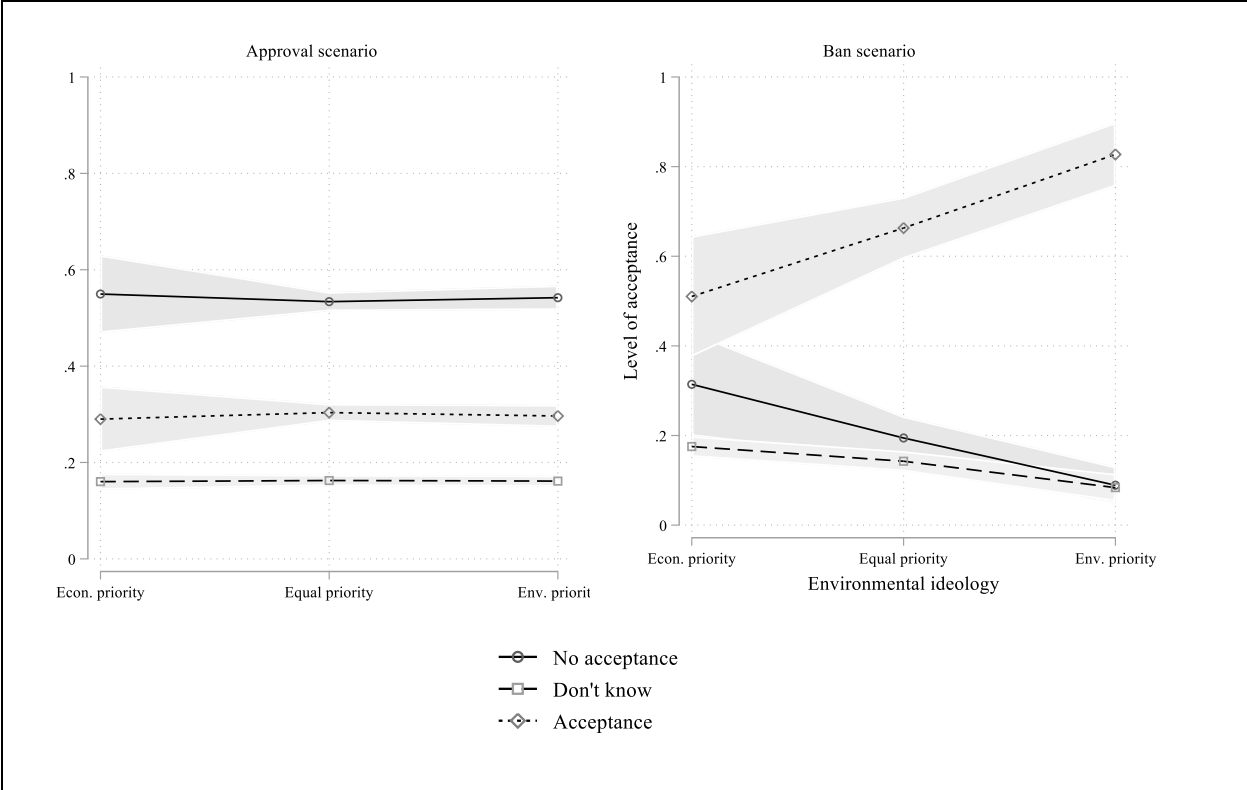 Approval scenario
1
.8
.6
.4
.2
0
Econ. priority
Equal priority
Env. priorit
Ban scenario
Level of acceptance
1
.8
.6
.4
.2
0
Econ. priority
Equal priority
Env. priority
Environmental ideology
No acceptance
Don't know
Acceptance